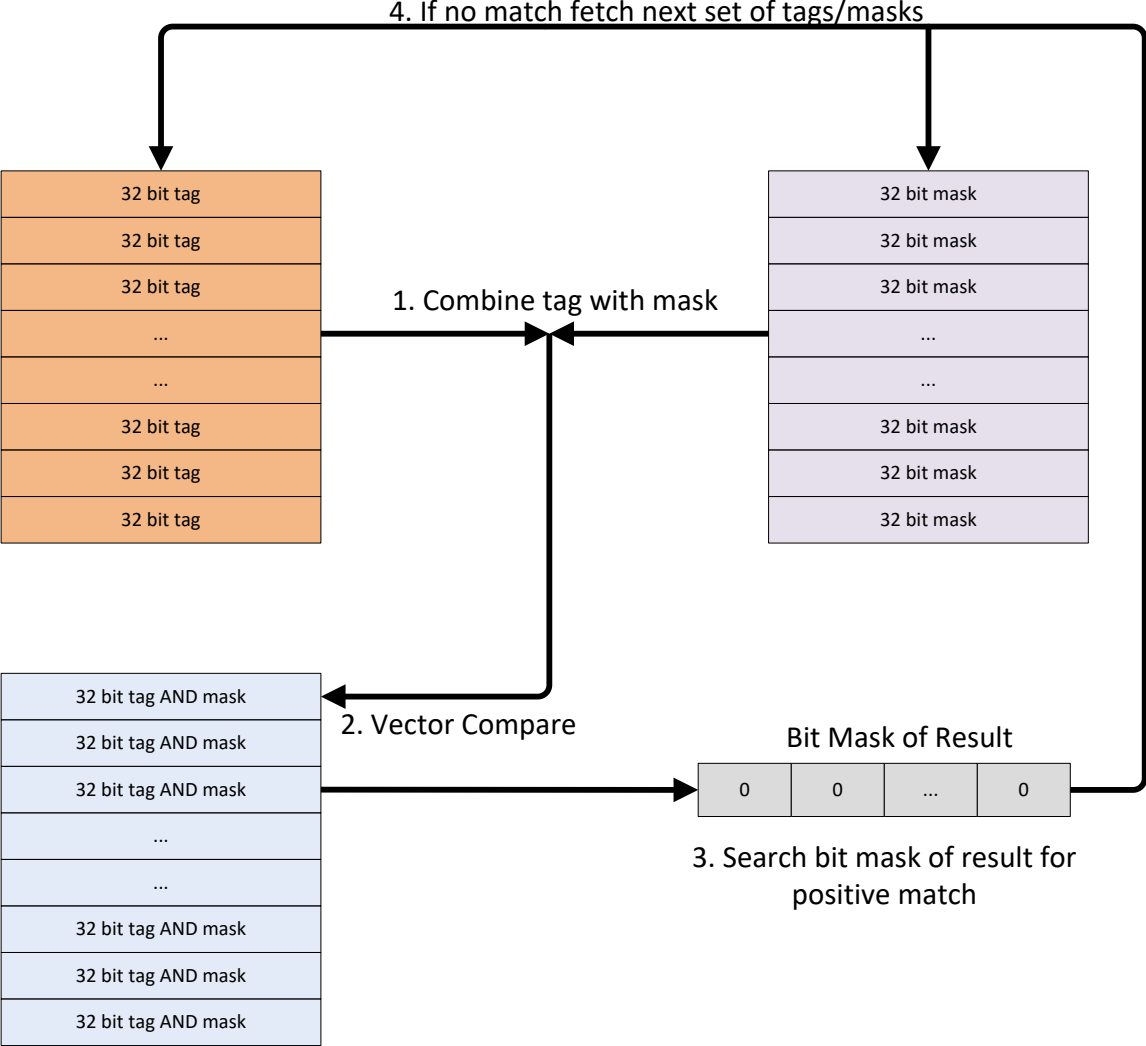 4. If no match fetch next set of tags/masks
32 bit tag
32 bit tag
32 bit tag
...
...
32 bit tag
32 bit tag
32 bit tag
1. Combine tag with mask
32 bit mask
32 bit mask
32 bit mask
...
...
32 bit mask
32 bit mask
32 bit mask
32 bit tag AND mask
32 bit tag AND mask
32 bit tag AND mask
...
...
32 bit tag AND mask
32 bit tag AND mask
32 bit tag AND mask
2. Vector Compare
Bit Mask of Result
0 0 ... 0
3. Search bit mask of result for
positive match